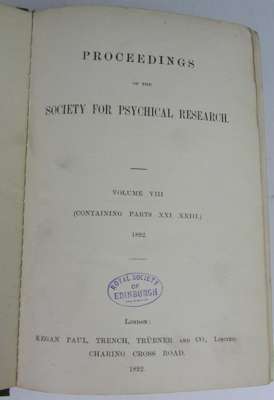 PROCEEDINGS
OF THE
SOCIETY FOR PSYCHICAL RESEARCH.
VOLUME VIII
(CONTAINING PARTS XXI XXIII.)
1892.
ROYAL SOCIETY
OF
EDINBURGH
LONDON:
KEGAN PAUL, TRENCH, TRÜBNER AND CO., LIMITED,
CHARING CROSS ROAD.
1892.